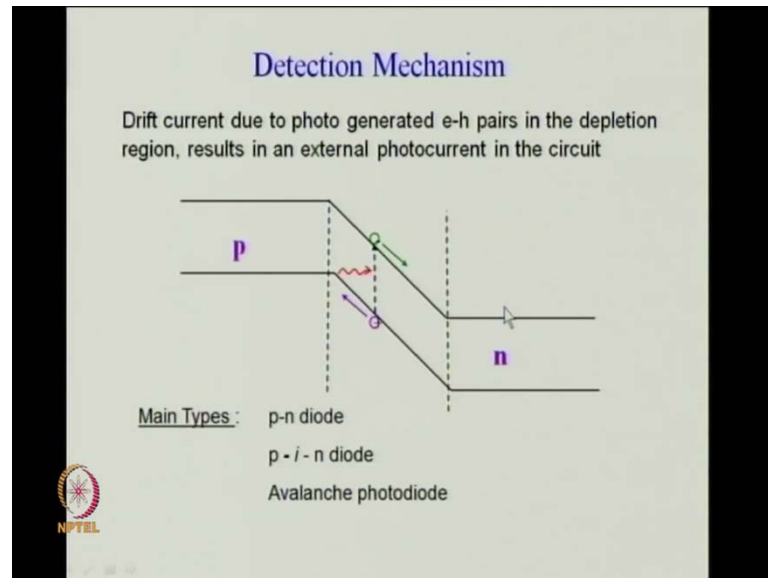 Detection Mechanism
Drift current due to photo generated e-h pairs in the depletion
region, results in an external photocurrent in the circuit
p
n
Main Types : p-n diode
p - i - n diode
Avalanche photodiode
NPTEL